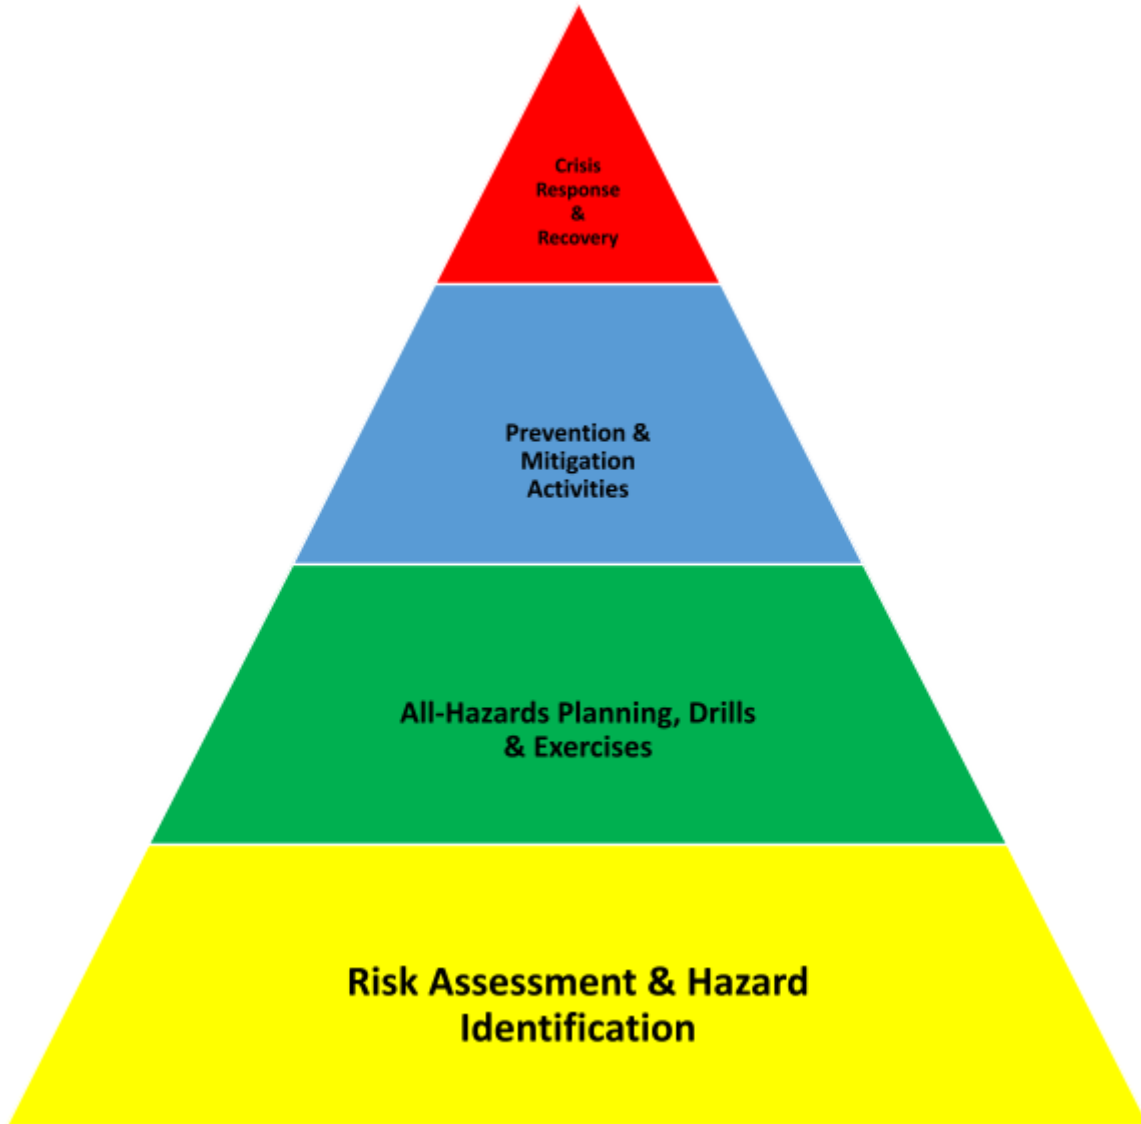 Crisis
Response
&
Recovery
Prevention &
Mitigation
Activities
All-Hazards Planning, Drills
& Exercises
Risk Assessment & Hazard
Identification